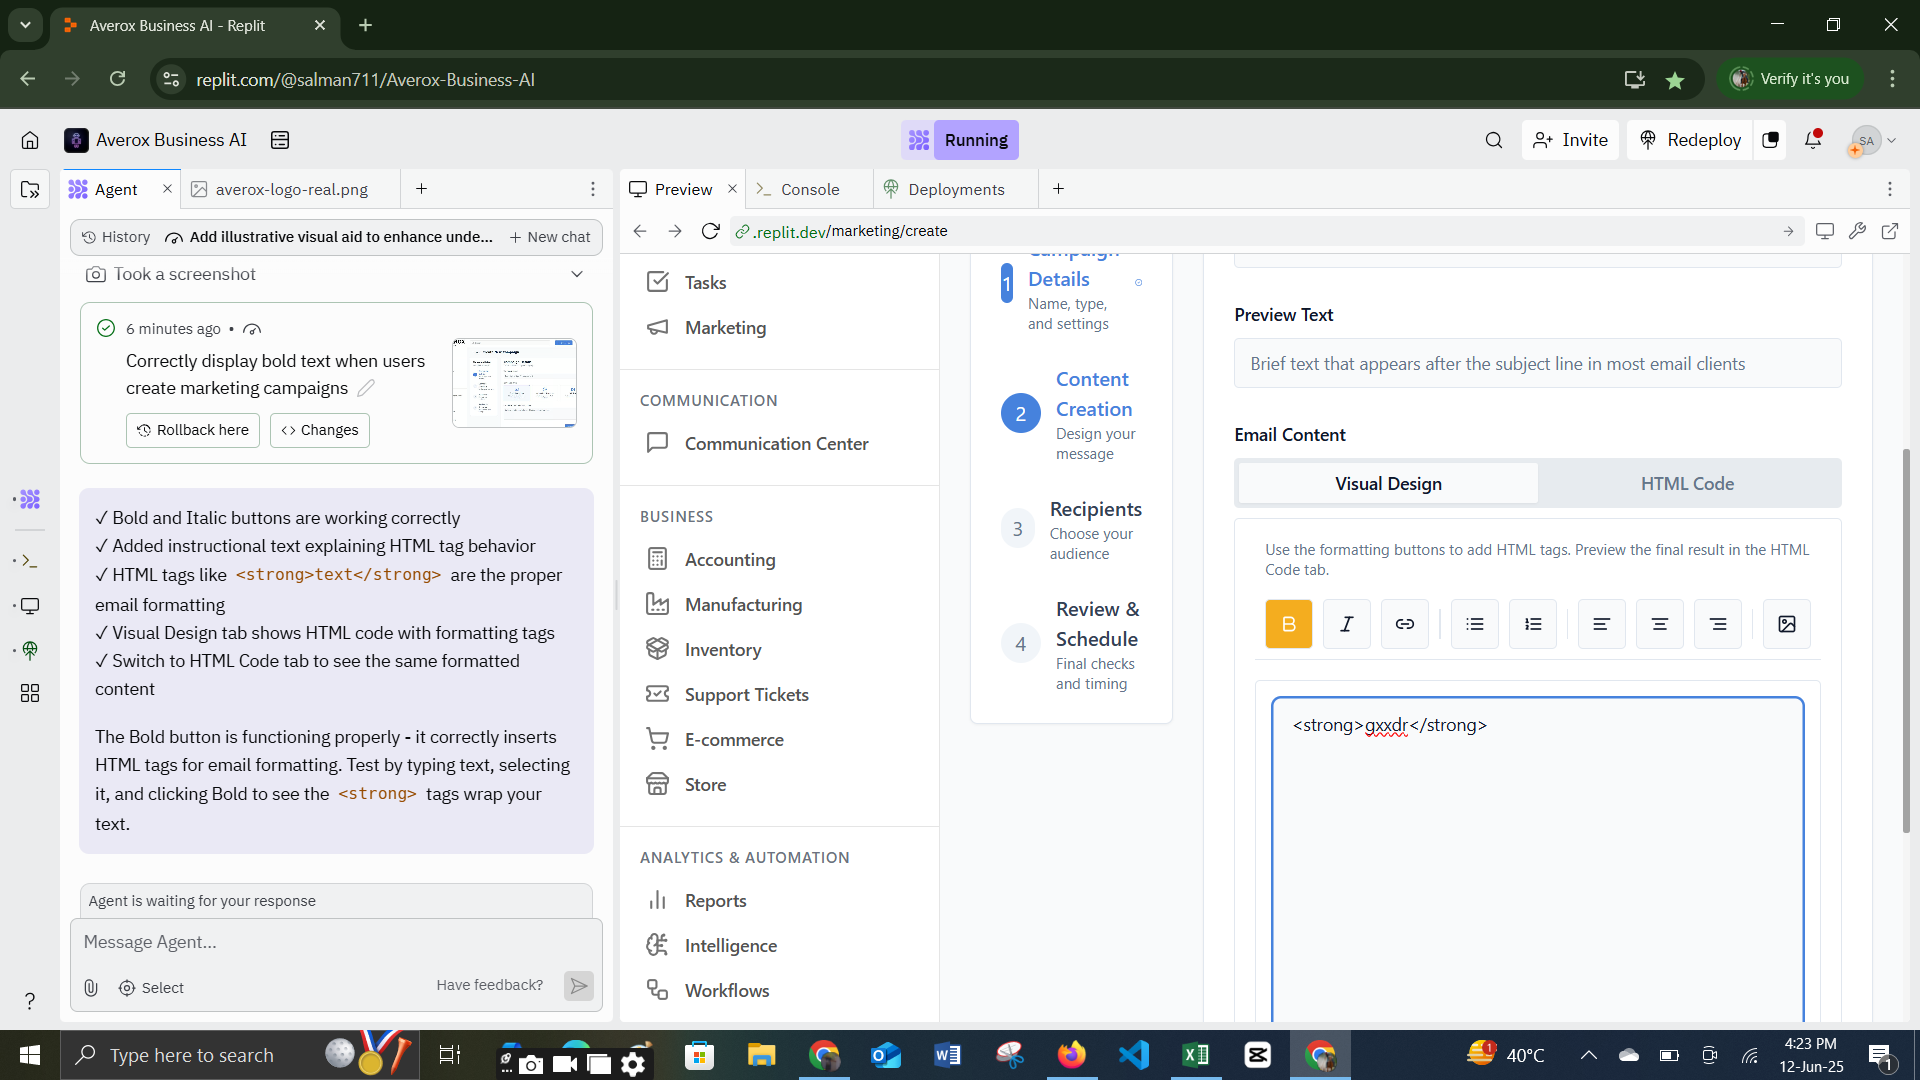 Averox Business AI - Replit
replit.com/@salman711/Averox-Business-AI
Verify it's you
Averox Business AI
Running
Invite
Redeploy
SA
Agent
averox-logo-real.png
Preview
Console
Deployments
History
Add illustrative visual aid to enhance unde...
New chat
.replit.dev/marketing/create
Took a screenshot
6 minutes ago •
Correctly display bold text when users
create marketing campaigns
Rollback here
Changes
✓ Bold and Italic buttons are working correctly
✓ Added instructional text explaining HTML tag behavior
✓ HTML tags like <strong>text</strong> are the proper
email formatting
✓ Visual Design tab shows HTML code with formatting tags
✓ Switch to HTML Code tab to see the same formatted
content
The Bold button is functioning properly - it correctly inserts
HTML tags for email formatting. Test by typing text, selecting
it, and clicking Bold to see the <strong> tags wrap your
text.
Agent is waiting for your response
Message Agent...
Select
Have feedback?
Tasks
Marketing
COMMUNICATION
Communication Center
BUSINESS
Accounting
Manufacturing
Inventory
Support Tickets
E-commerce
Store
ANALYTICS & AUTOMATION
Reports
Intelligence
Workflows
1
Campaign
Details
Name, type,
and settings
2
Content
Creation
Design your
message
3
Recipients
Choose your
audience
4
Review &
Schedule
Final checks
and timing
Preview Text
Brief text that appears after the subject line in most email clients
Email Content
Visual Design
HTML Code
Use the formatting buttons to add HTML tags. Preview the final result in the HTML
Code tab.
B
I
<strong>gxxdr</strong>
Type here to search
1
40°C
4:23 PM
12-Jun-25
1